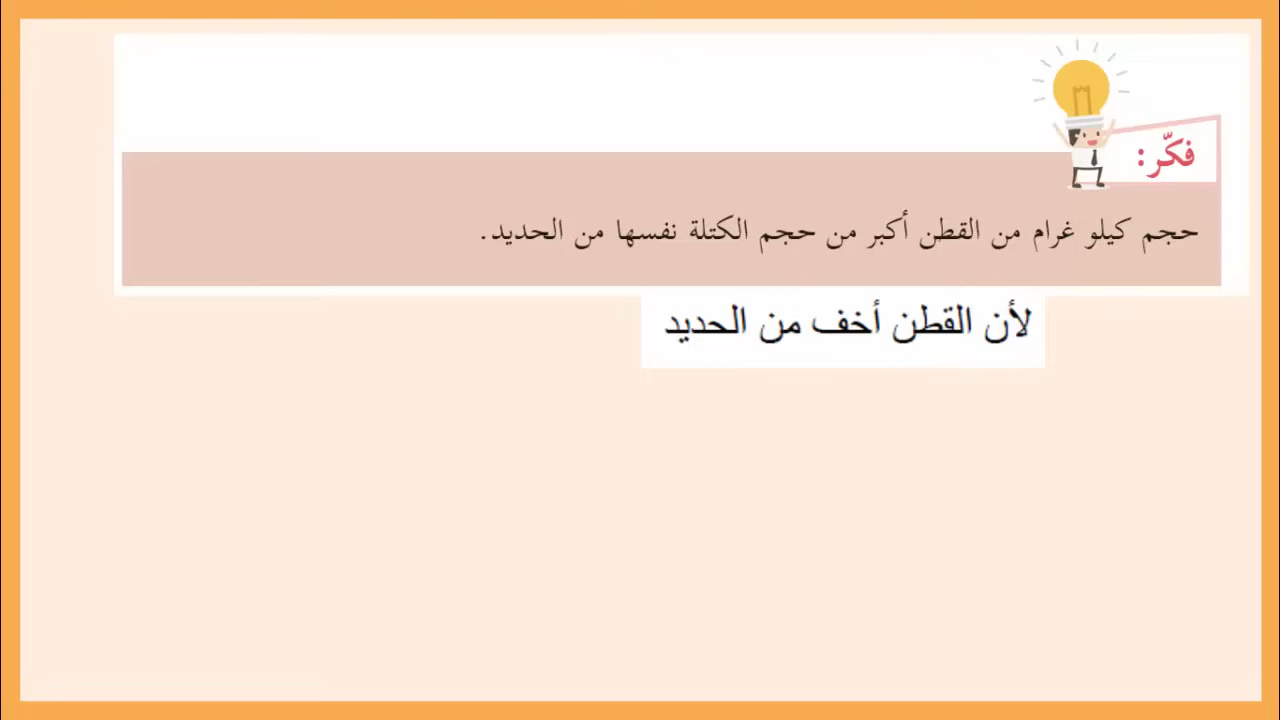 فكّر:
حجم كيلو غرام من القطن أكبر من حجم الكتلة نفسها من الحديد.
لأن القطن أخف من الحديد